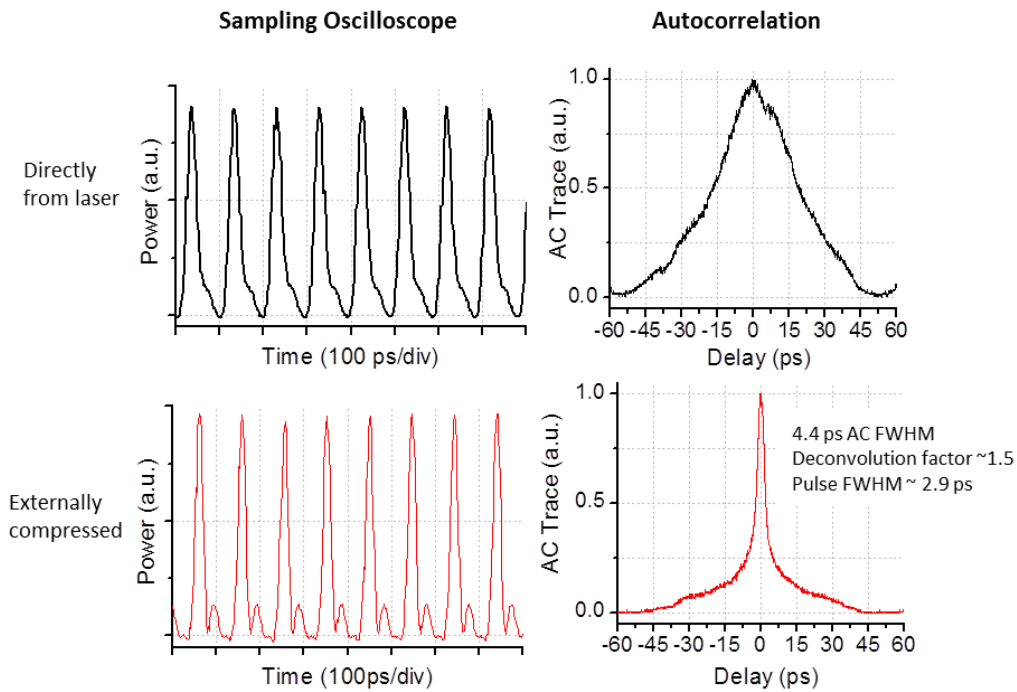 Sampling Oscilloscope
Autocorrelation
Directly
from laser
Power (a.u.)
Time (100 ps/div)
AC Trace (a.u.)
1.0
0.5
0.0
-60 -45 -30 -15 0 15 30 45 60
Delay (ps)
Externally
compressed
Power (a.u.)
Time (100ps/div)
AC Trace (a.u.)
1.0
0.5
0.0
4.4 ps AC FWHM
Deconvolution factor ~1.5
Pulse FWHM ~ 2.9 ps
-60 -45 -30 -15 0 15 30 45 60
Delay (ps)